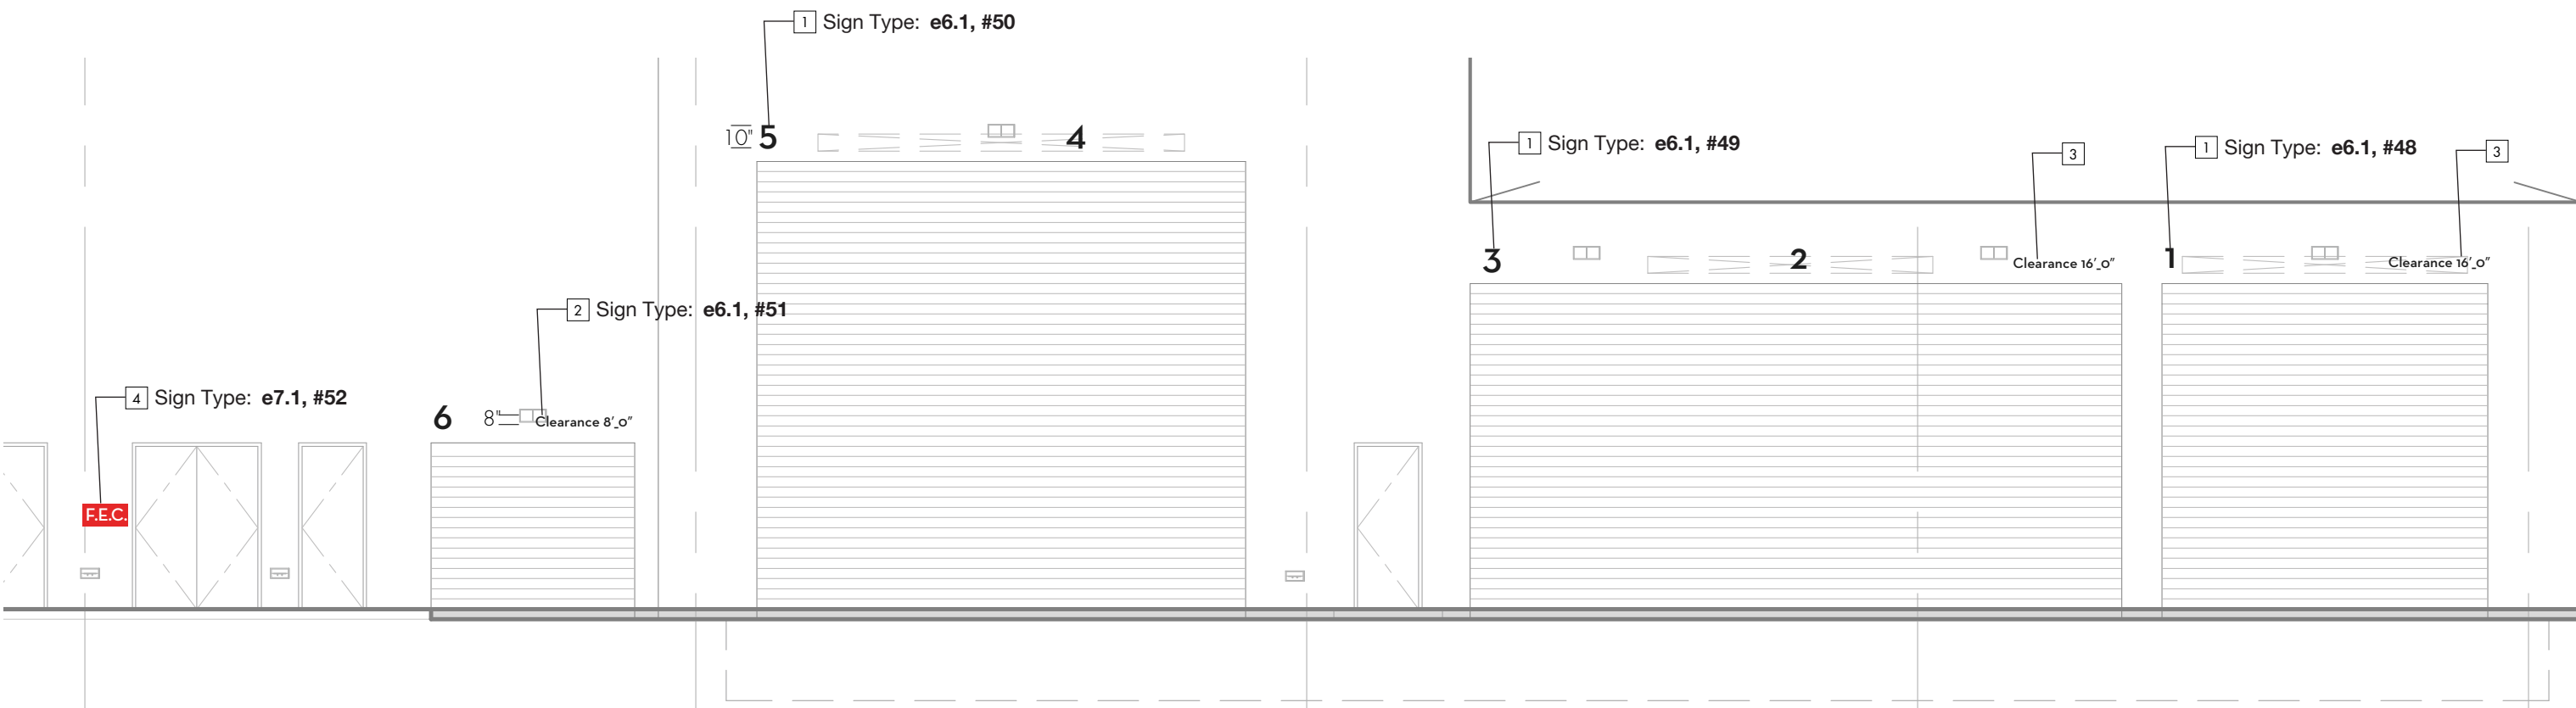 1 Sign Type: e6.1, #50
10" 5
4
1 Sign Type: e6.1, #49
3
1 Sign Type: e6.1, #48
3
3
2
Clearance 16'_0"
1
Clearance 16'_0"
2 Sign Type: e6.1, #51
4 Sign Type: e7.1, #52
6
8"
Clearance 8'_0"
F.E.C.